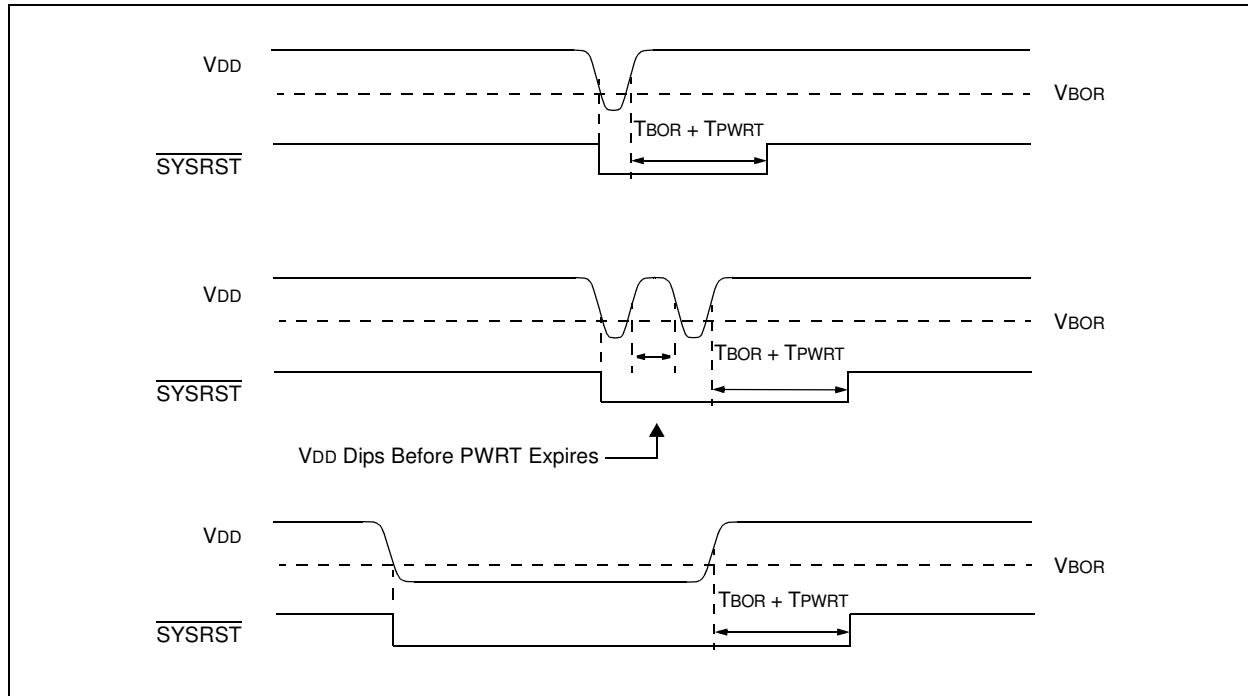 VDD
VBOR
TBOR + TPWRT
SYSRST
VDD
VBOR
TBOR + TPWRT
SYSRST
VDD Dips Before PWRT Expires
VDD
VBOR
TBOR + TPWRT
SYSRST